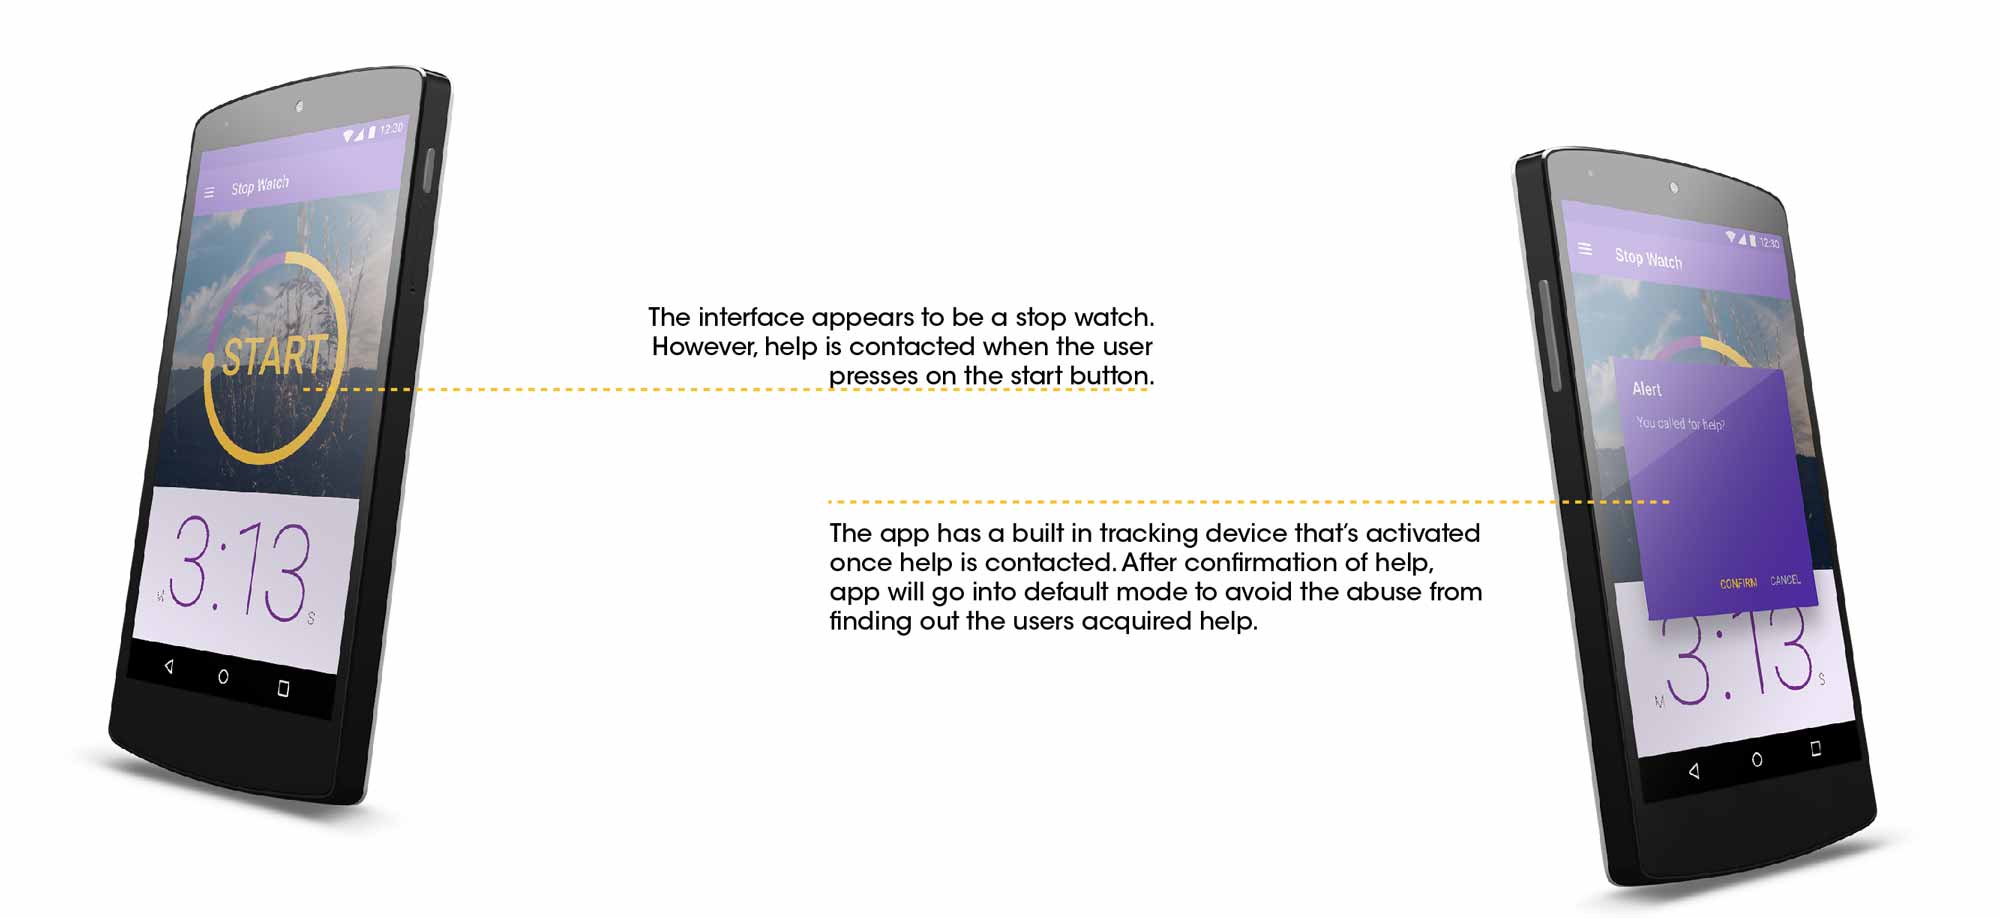 12:30
Stop Watch
START
3:13
M
S
The interface appears to be a stop watch.
However, help is contacted when the user
presses on the start button.
The app has a built in tracking device that's activated
once help is contacted. After confirmation of help,
app will go into default mode to avoid the abuse from
finding out the users acquired help.
12:30
Stop Watch
Alert
You called for help?
CONFIRM CANCEL
3:13
M
S